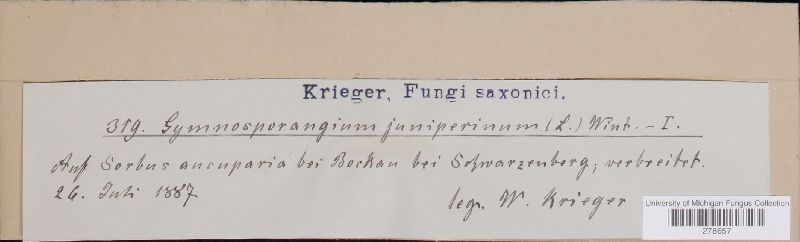 Krieger, Fungi saxonici.
319. Gymnosporangium juniperinum (L.) Wint. - I.
Auf Sorbus aucuparia bei Bockau bei Schwarzenberg; verbreitet.
26. Juli 1887.
leg. W. Krieger
University of Michigan Fungus Collection
278657